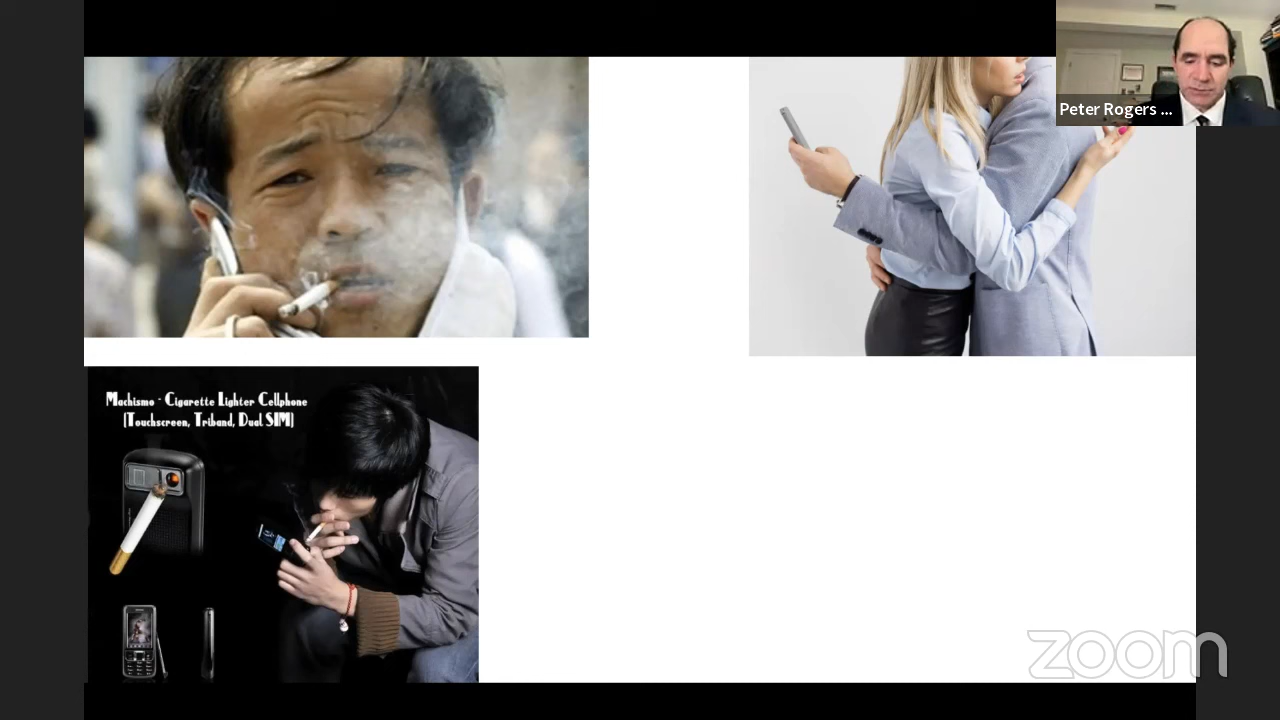 Peter Rogers ...
Machismo - Cigarette Lighter Cellphone
(Touchscreen, Triband, Dual SIM)
zoom